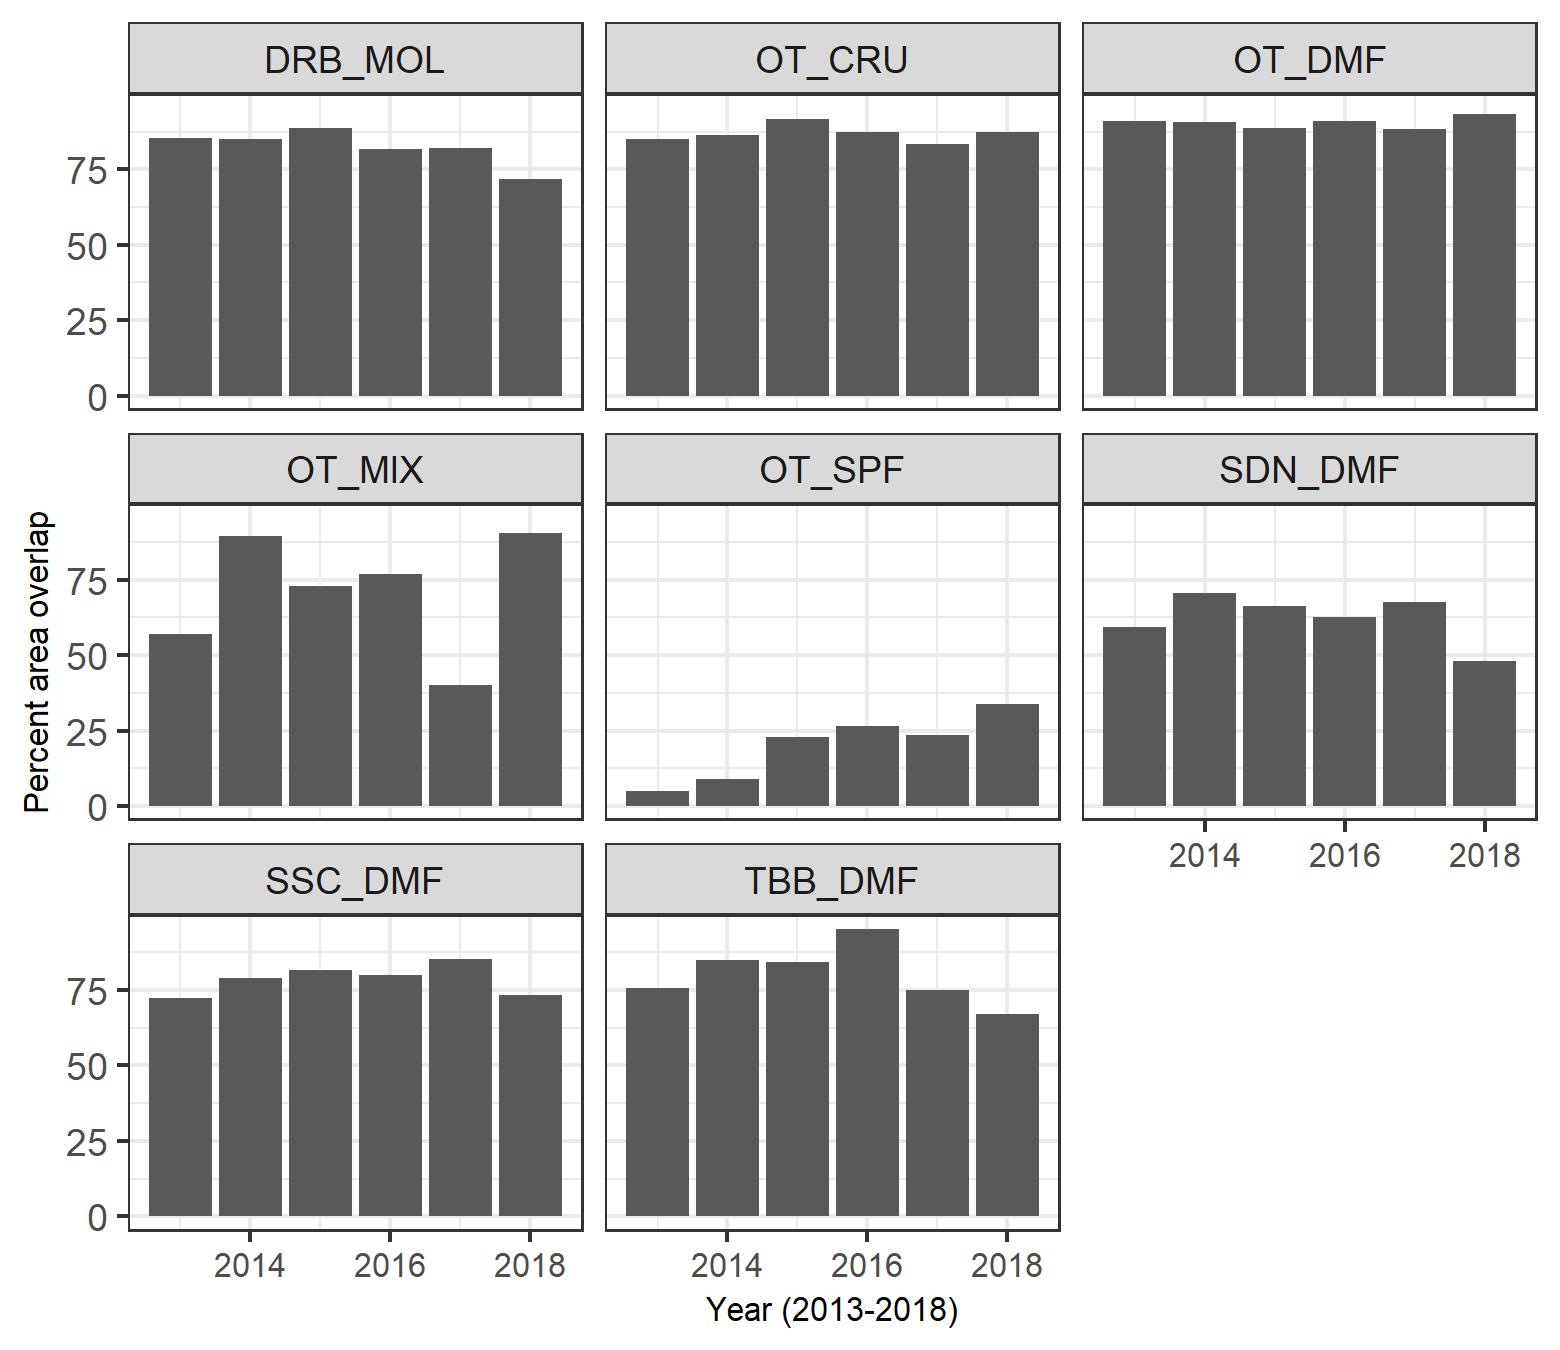 DRB_MOL OT_CRU OT_DMF
75
50
25
0
OT_MIX OT_SPF SDN_DMF
Percent area overlap
75
50
25
0
2014 2016 2018
SSC_DMF TBB_DMF
75
50
25
0
2014 2016 2018 2014 2016 2018
Year (2013-2018)